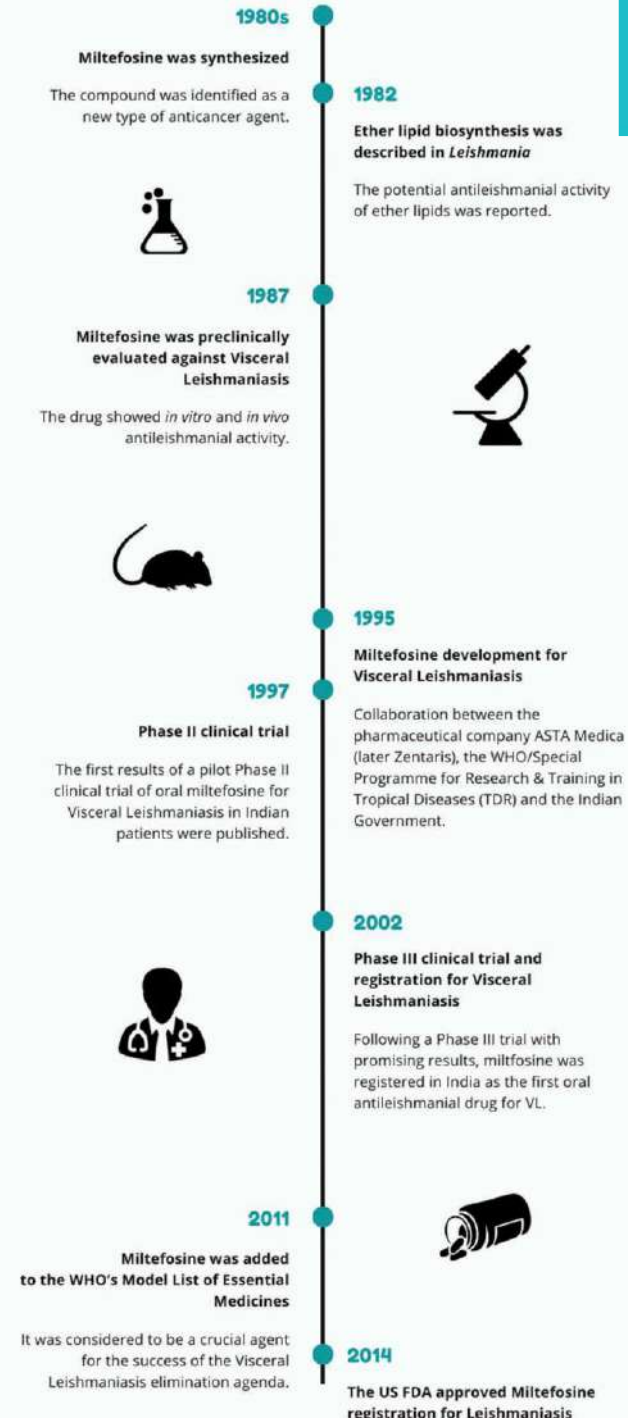 1980s
Miltefosine was synthesized
The compound was identified as a
new type of anticancer agent.
1982
Ether lipid biosynthesis was
described in Leishmania
The potential antileishmanial activity
of ether lipids was reported.
1987
Miltefosine was preclinically
evaluated against Visceral
Leishmaniasis
The drug showed in vitro and in vivo
antileishmanial activity.
1995
Miltefosine development for
Visceral Leishmaniasis
Collaboration between the
pharmaceutical company ASTA Medica
(later Zentaris), the WHO/Special
Programme for Research & Training in
Tropical Diseases (TDR) and the Indian
Government.
1997
Phase II clinical trial
The first results of a pilot Phase II
clinical trial of oral miltefosine for
Visceral Leishmaniasis in Indian
patients were published.
2002
Phase III clinical trial and
registration for Visceral
Leishmaniasis
Following a Phase III trial with
promising results, miltfosine was
registered in India as the first oral
antileishmanial drug for VL.
2011
Miltefosine was added
to the WHO's Model List of Essential
Medicines
It was considered to be a crucial agent
for the success of the Visceral
Leishmaniasis elimination agenda.
2014
The US FDA approved Miltefosine
registration for Leishmaniasis